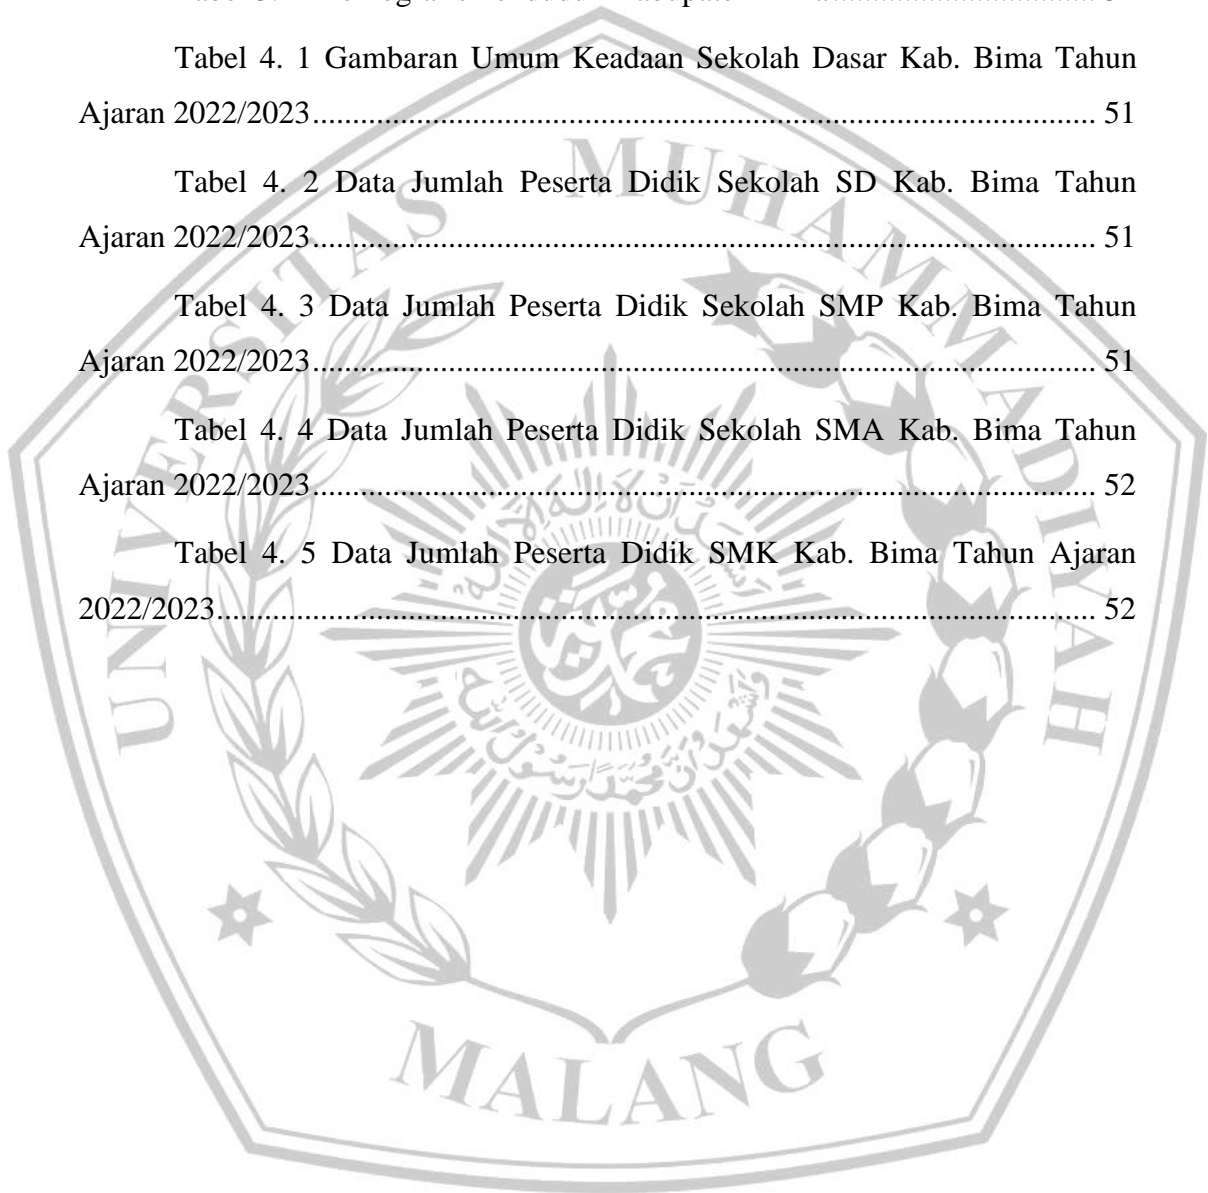 Tabel 4. 1 Gambaran Umum Keadaan Sekolah Dasar Kab. Bima Tahun
Ajaran 2022/2023.................................................................................................. 51
Tabel 4. 2 Data Jumlah Peserta Didik Sekolah SD Kab. Bima Tahun
Ajaran 2022/2023.................................................................................................. 51
Tabel 4. 3 Data Jumlah Peserta Didik Sekolah SMP Kab. Bima Tahun
Ajaran 2022/2023.................................................................................................. 51
Tabel 4. 4 Data Jumlah Peserta Didik Sekolah SMA Kab. Bima Tahun
Ajaran 2022/2023.................................................................................................. 52
Tabel 4. 5 Data Jumlah Peserta Didik SMK Kab. Bima Tahun Ajaran
2022/2023.............................................................................................................. 52
UNIVERSITAS MUHAMMADIYAH
MALANG